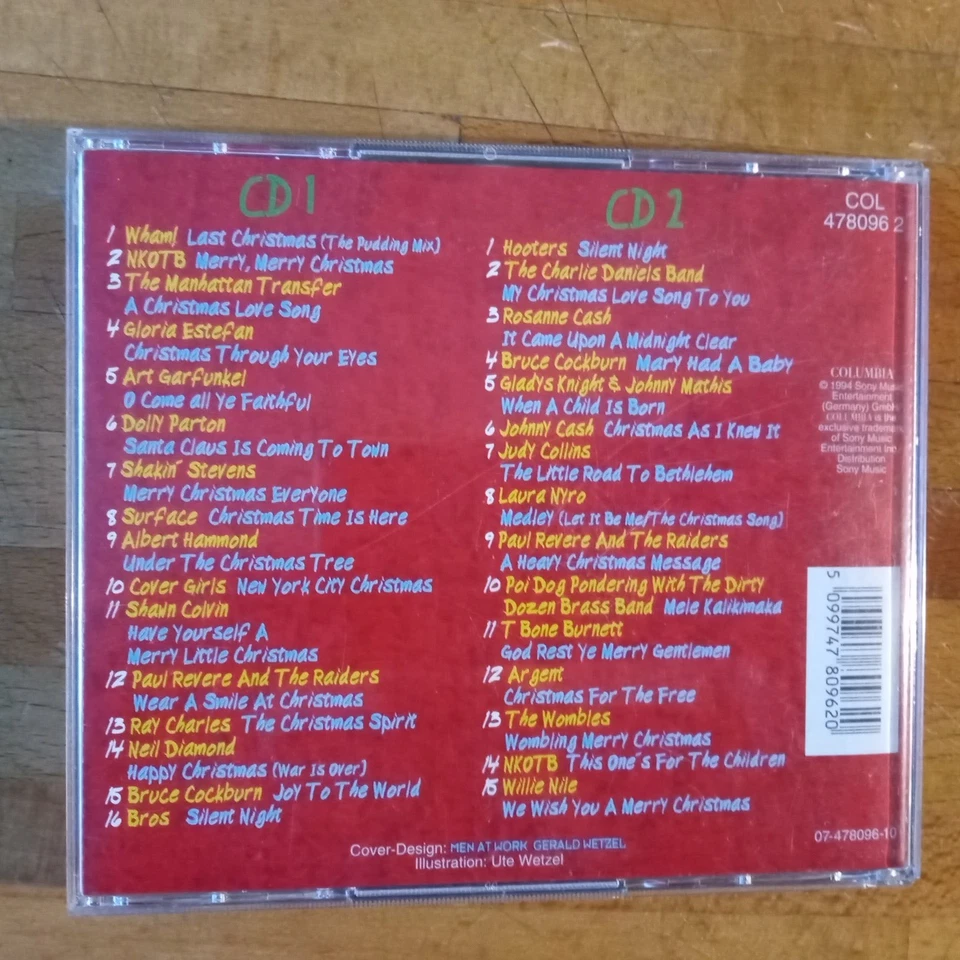 CD 1
1 Wham! Last Christmas (The Pudding Mix)
2 NKOTB Merry, Merry Christmas
3 The Manhattan Transfer
A Christmas Love Song
4 Gloria Estefan
Christmas Through Your Eyes
5 Art Garfunkel
O Come all Ye Faithful
6 Dolly Parton
Santa Claus Is Coming To Town
7 Shakin' Stevens
Merry Christmas Everyone
8 Surface Christmas Time Is Here
9 Albert Hammond
Under The Christmas Tree
10 Cover Girls New York City Christmas
11 Shawn Colvin
Have Yourself A
Merry Little Christmas
12 Paul Revere And The Raiders
Wear A Smile At Christmas
13 Ray Charles The Christmas Spirit
14 Neil Diamond
Happy Christmas (War Is Over)
15 Bruce Cockburn Joy To The World
16 Bros Silent Night
CD 2
1 Hooters Silent Night
2 The Charlie Daniels Band
My Christmas Love Song To You
3 Rosanne Cash
It Came Upon A Midnight Clear
4 Bruce Cockburn Mary Had A Baby
5 Gladys Knight & Johnny Mathis
When A Child Is Born
6 Johnny Cash Christmas As I Knew It
7 Judy Collins
The Little Road To Bethlehem
8 Laura Nyro
Medley (Let It Be Me/The Christmas Song)
9 Paul Revere And The Raiders
A Heavy Christmas Message
10 Poi Dog Pondering With The Dirty
Dozen Brass Band Mele Kalikimaka
11 T Bone Burnett
God Rest Ye Merry Gentlemen
12 Argent
Christmas For The Free
13 The Wombles
Wombling Merry Christmas
14 NKOTB This One's For The Children
15 Willie Nile
We Wish You A Merry Christmas
COL
478096 2
COLUMBIA
© 1994 Sony Music
Entertainment
(Germany) GmbH
COLUMBIA is the
exclusive trademark
of Sony Music
Entertainment Inc.
Distribution
Sony Music
5 099747 809620
07-478096-10
Cover-Design: MEN AT WORK GERALD WETZEL
Illustration: Ute Wetzel